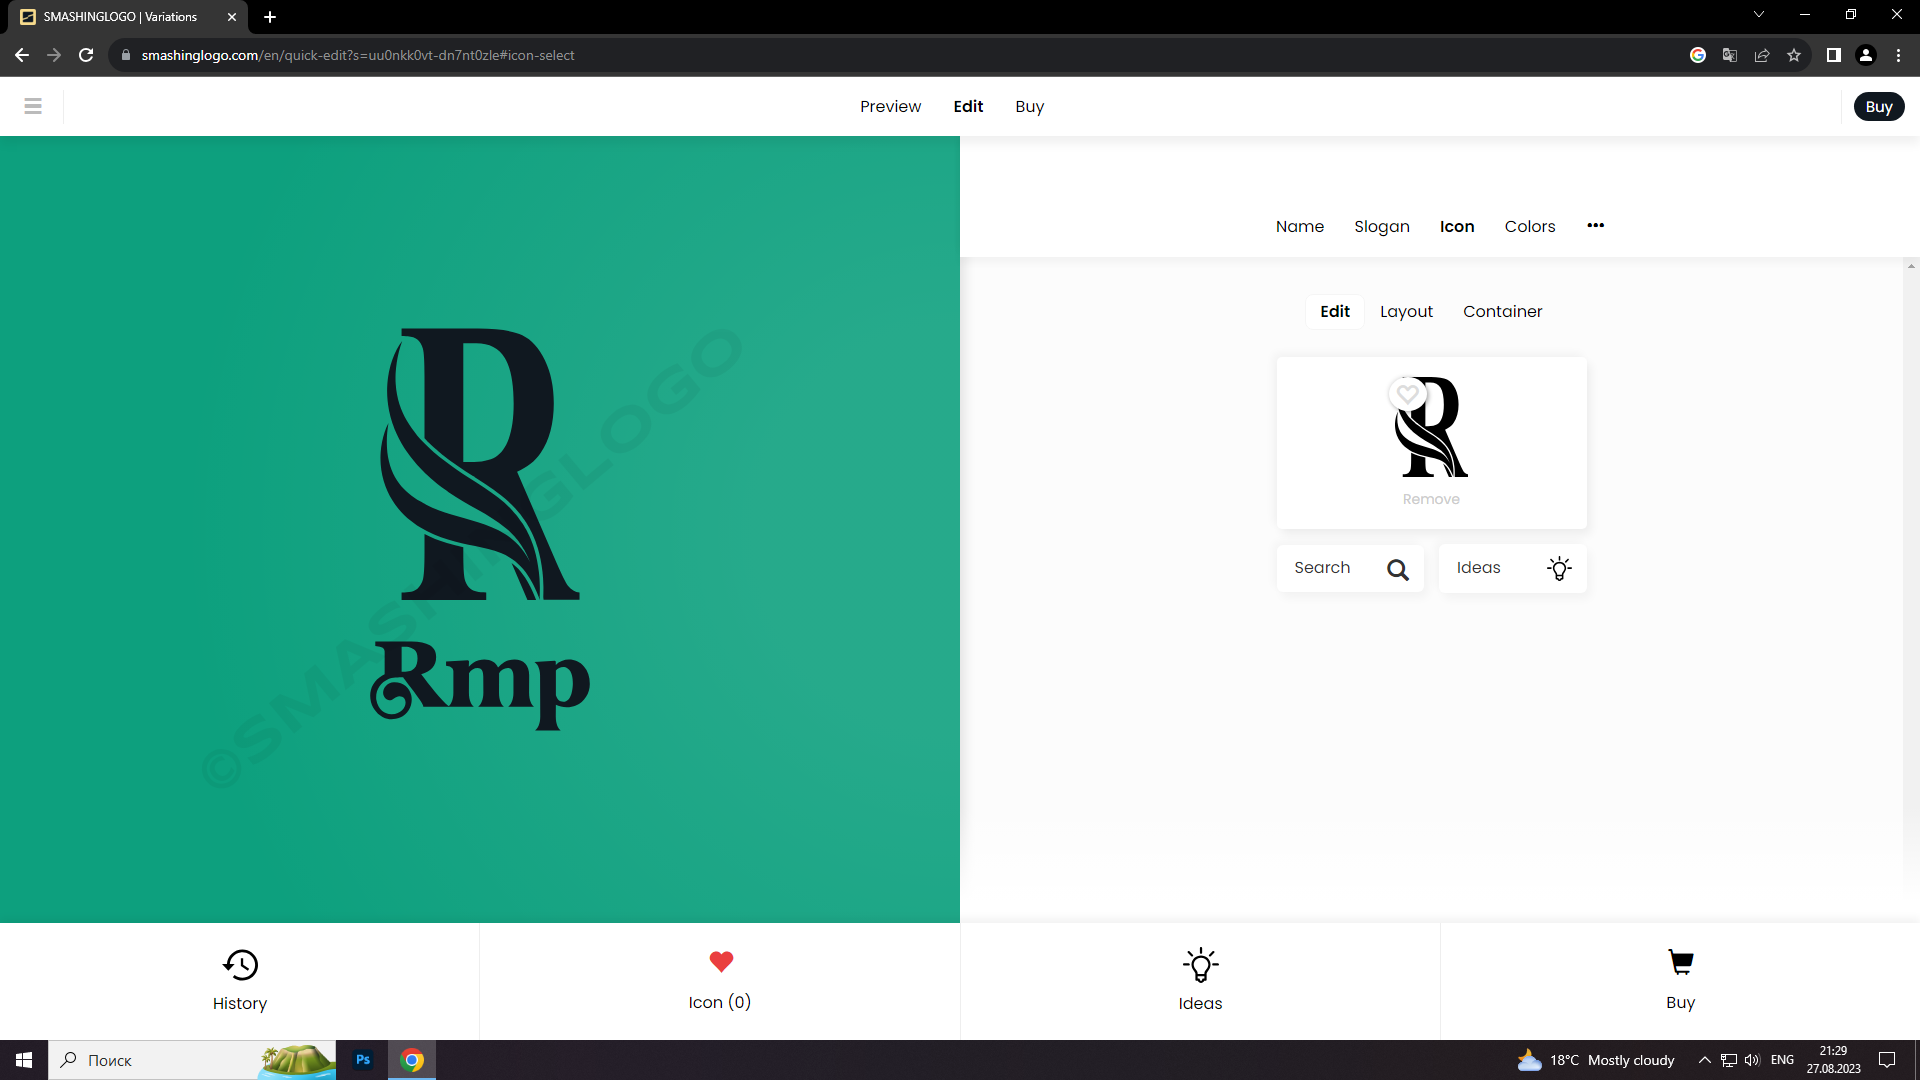 SMASHINGLOGO | Variations
smashinglogo.com/en/quick-edit?s=uu0nkk0vt-dn7nt0zle#icon-select
Preview Edit Buy
Buy
Name Slogan Icon Colors •••
Edit Layout Container
R
©SMASHINGLOGO
Rmp
R
Remove
Search Ideas
History Icon (0) Ideas Buy
Поиск
Ps
18°C Mostly cloudy
ENG
21:29
27.08.2023